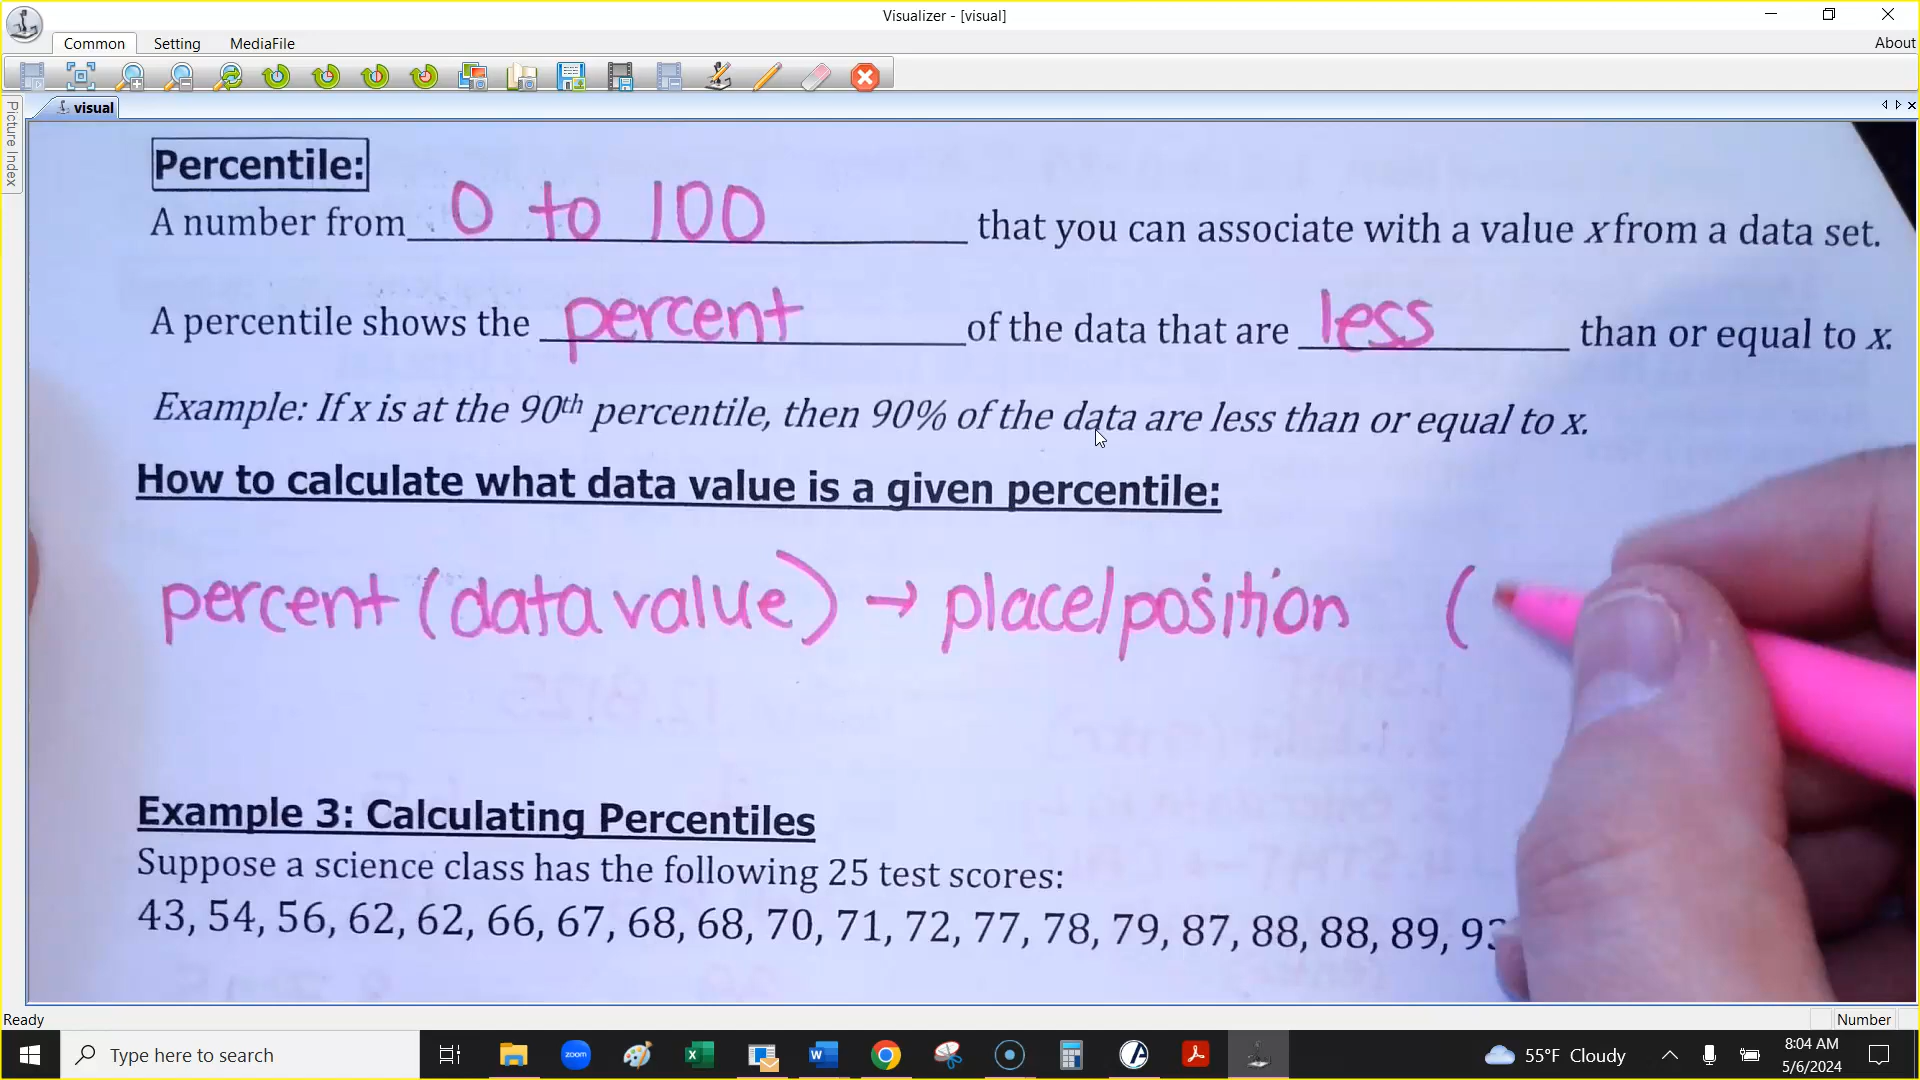 Visualizer - [visual]
Common Setting MediaFile About
Picture Index
visual
Percentile:
A number from 0 to 100 that you can associate with a value x from a data set.
A percentile shows the percent of the data that are less than or equal to x.
Example: If x is at the 90th percentile, then 90% of the data are less than or equal to x.
How to calculate what data value is a given percentile:
percent (data value) → place/position (
Example 3: Calculating Percentiles
Suppose a science class has the following 25 test scores:
43, 54, 56, 62, 62, 66, 67, 68, 68, 70, 71, 72, 77, 78, 79, 87, 88, 88, 89, 93
Ready Number
Type here to search zoom 55°F Cloudy 8:04 AM
5/6/2024